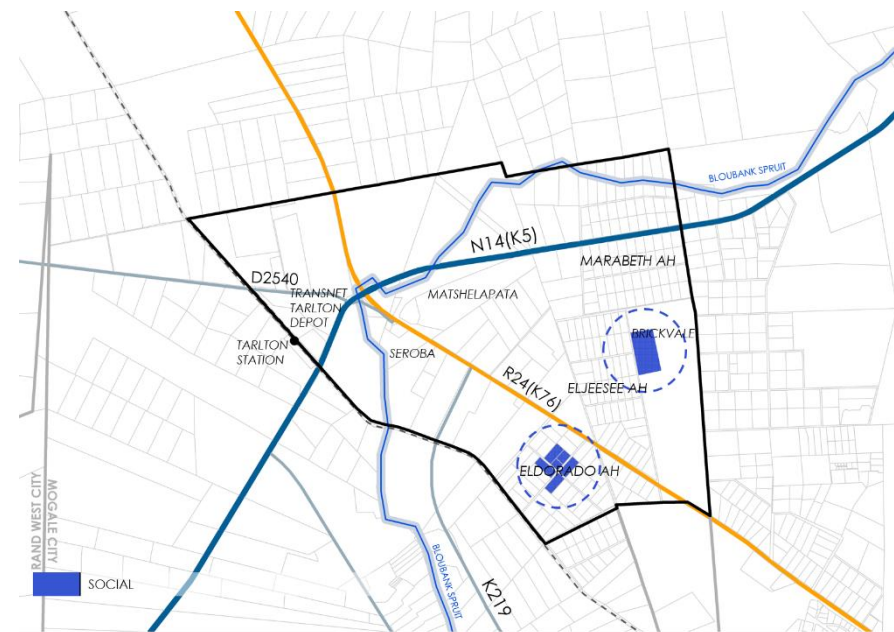 BLOUBANK SPRUIT
N14(K5)
MARABETH AH
D2540
TRANSNET
TARLTON
DEPOT
MATSHELAPATA
BRICKVALE
TARLTON
STATION
SEROBA
R24(K76)
ELJEESEE AH
ELDORADO AH
RAND WEST CITY
MOGALE CITY
BLOUBANK SPRUIT
K219
SOCIAL